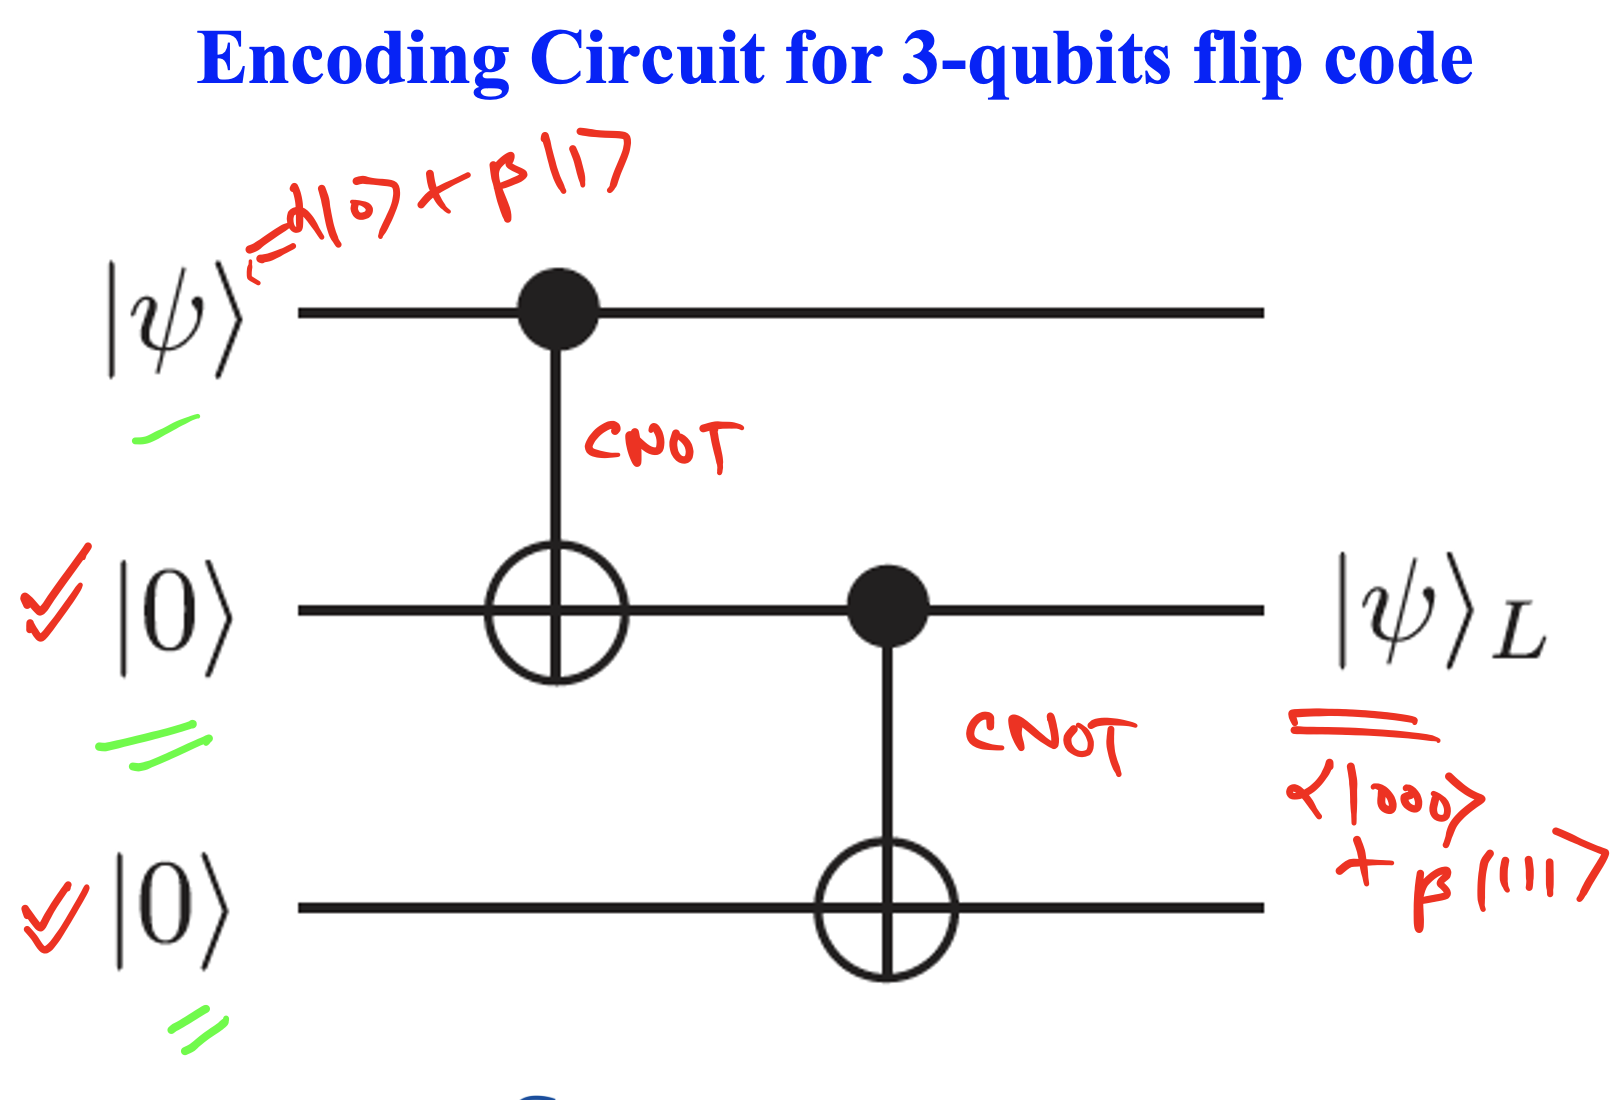 Encoding Circuit for 3-qubits flip code
= α|0⟩ + β|1⟩
|ψ⟩
CNOT
|0⟩
|ψ⟩L
CNOT
α|000⟩
+ β|111⟩
|0⟩